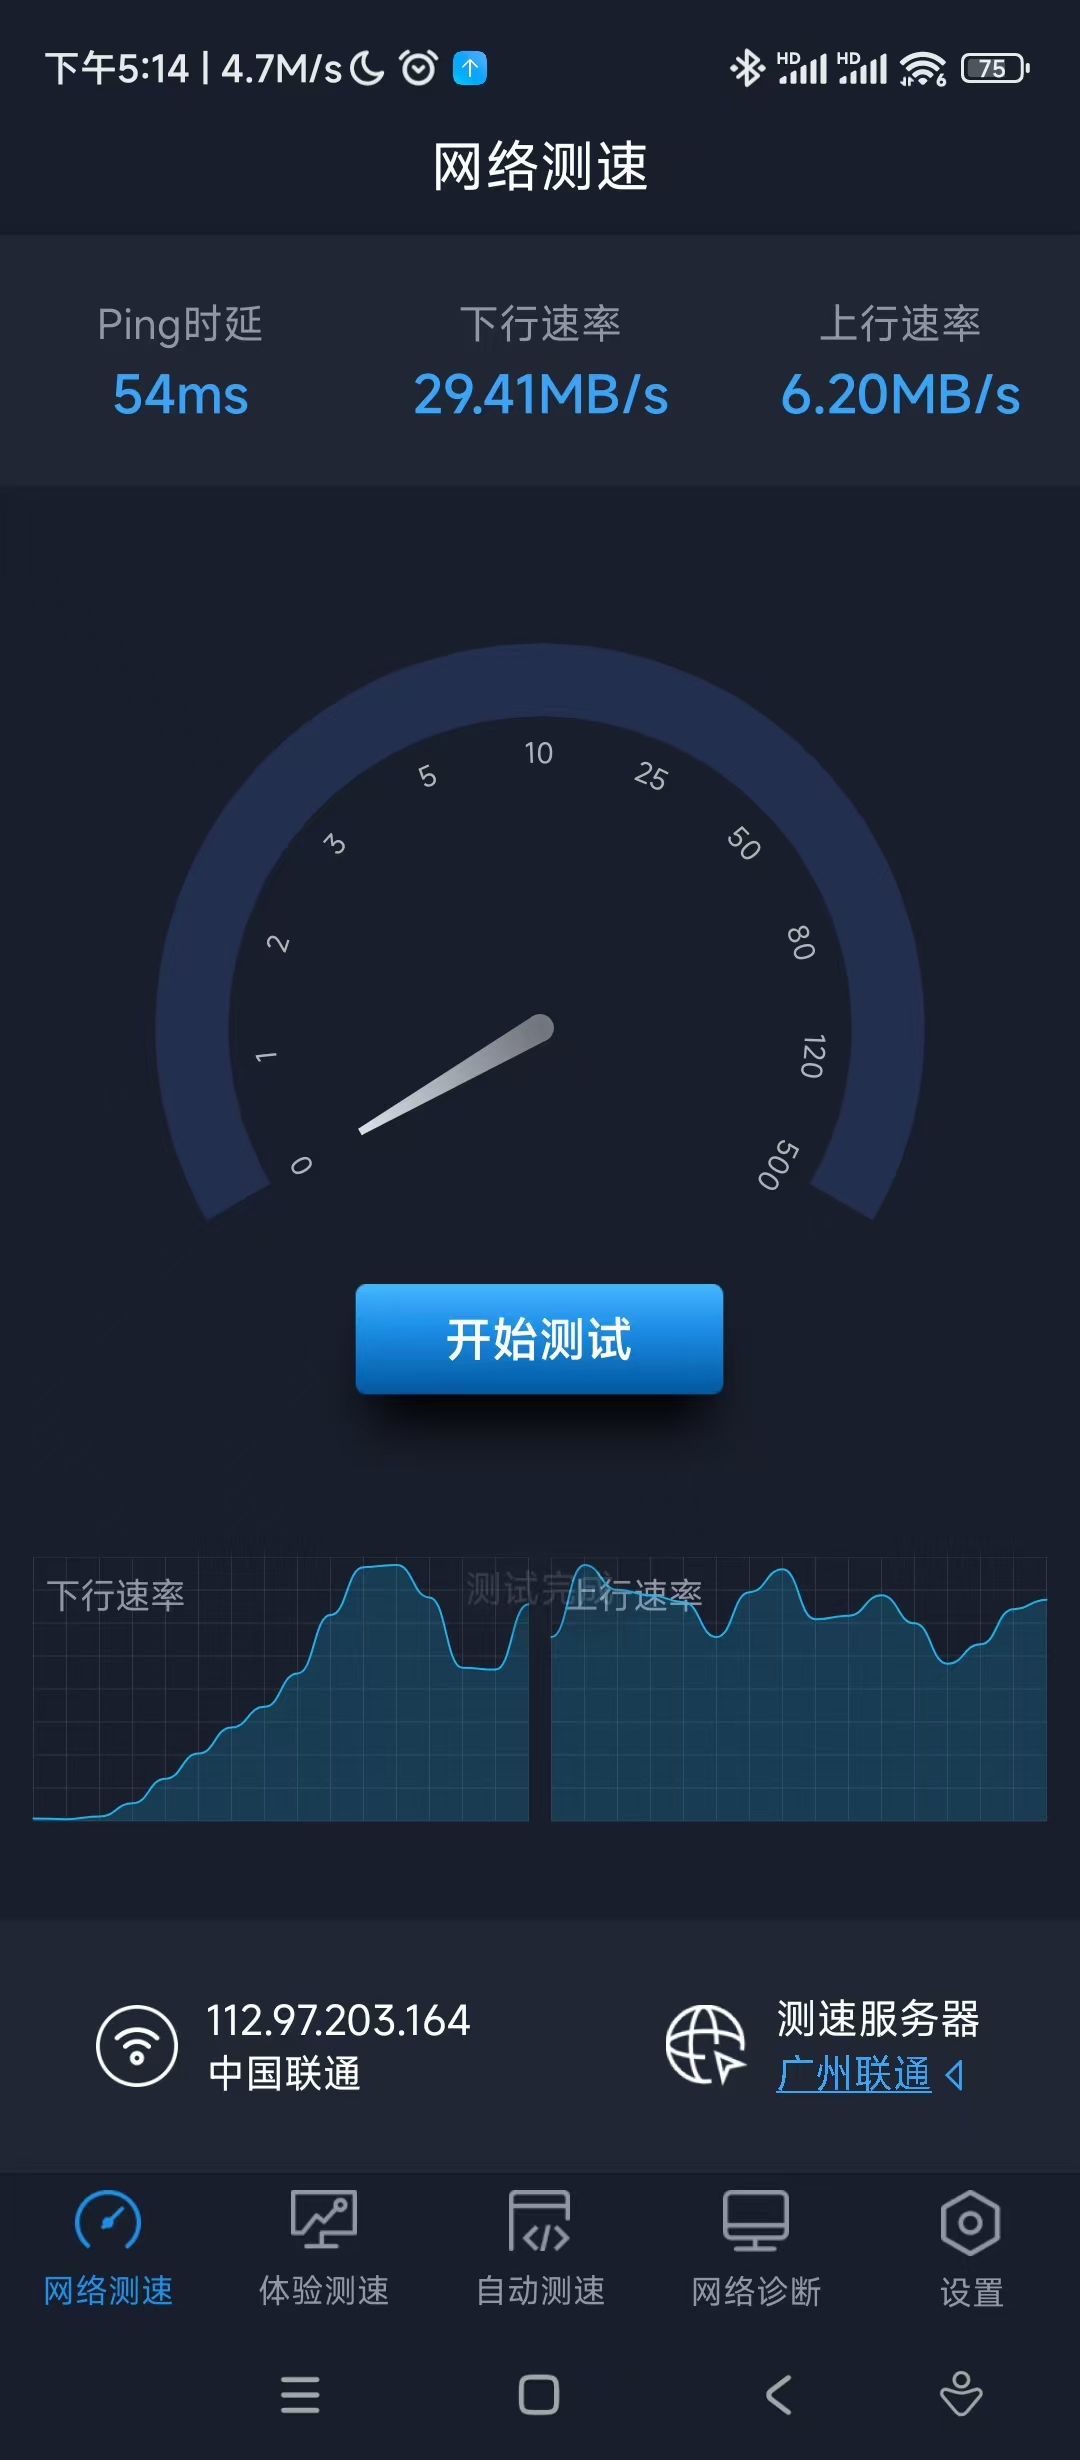 下午5:14 | 4.7M/s
HD HD 6 75
网络测速
Ping时延 下行速率 上行速率
54ms 29.41MB/s 6.20MB/s
0 1 2 3 5 10 25 50 80 120 500
开始测试
下行速率 测试完成 上行速率
112.97.203.164 测速服务器
中国联通 广州联通
网络测速 体验测速 自动测速 网络诊断 设置